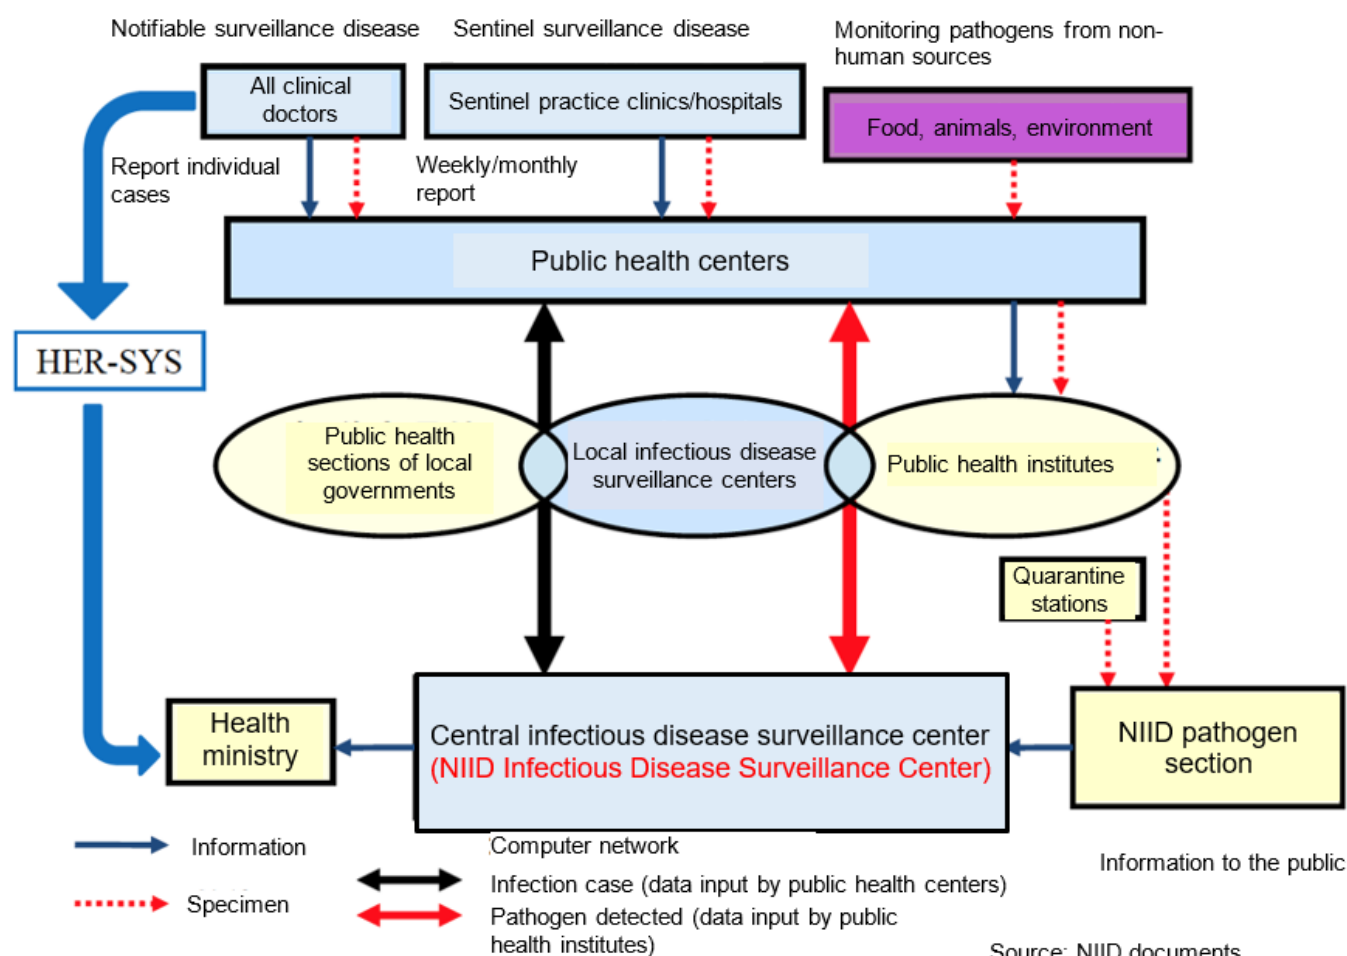 Notifiable surveillance disease
Sentinel surveillance disease
Monitoring pathogens from non-
human sources
All clinical
doctors
Sentinel practice clinics/hospitals
Food, animals, environment
Report individual
cases
Weekly/monthly
report
Public health centers
HER-SYS
Public health
sections of local
governments
Local infectious disease
surveillance centers
Public health institutes
Quarantine
stations
Health
ministry
Central infectious disease surveillance center
(NIID Infectious Disease Surveillance Center)
NIID pathogen
section
Information
Specimen
Computer network
Infection case (data input by public health centers)
Pathogen detected (data input by public
health institutes)
Information to the public
Source: NIID documents